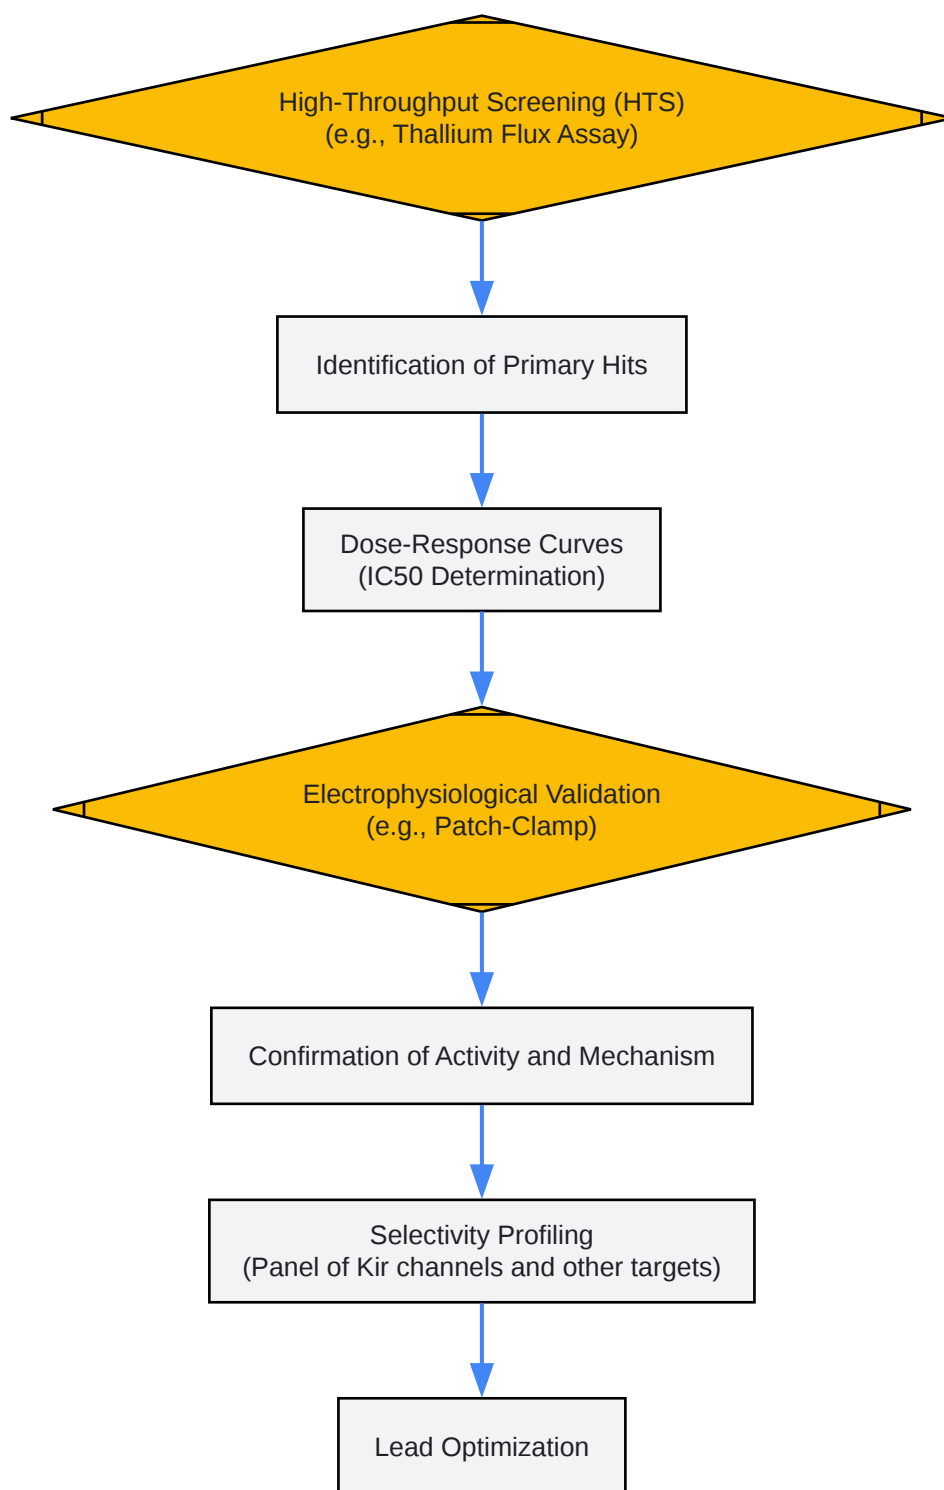 High-Throughput Screening (HTS)
(e.g., Thallium Flux Assay)
Identification of Primary Hits
Dose-Response Curves
(IC50 Determination)
Electrophysiological Validation
(e.g., Patch-Clamp)
Confirmation of Activity and Mechanism
Selectivity Profiling
(Panel of Kir channels and other targets)
Lead Optimization